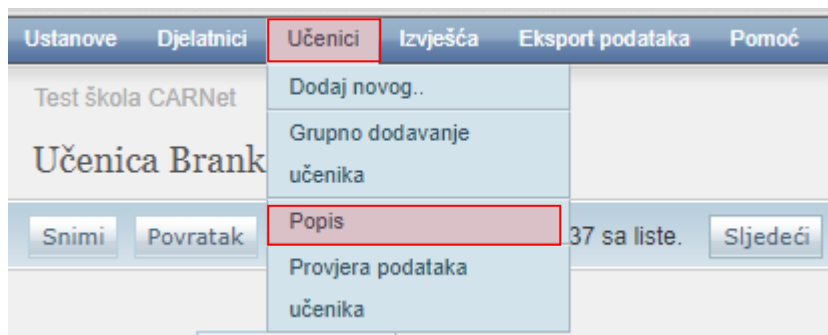 Ustanove Djelatnici Učenici Izvješća Eksport podataka Pomoć
Dodaj novog..
Test škola CARNet
Grupno dodavanje
učenika
Učenica Brank
Popis
Snimi Povratak 37 sa liste. Sljedeći
Provjera podataka
učenika